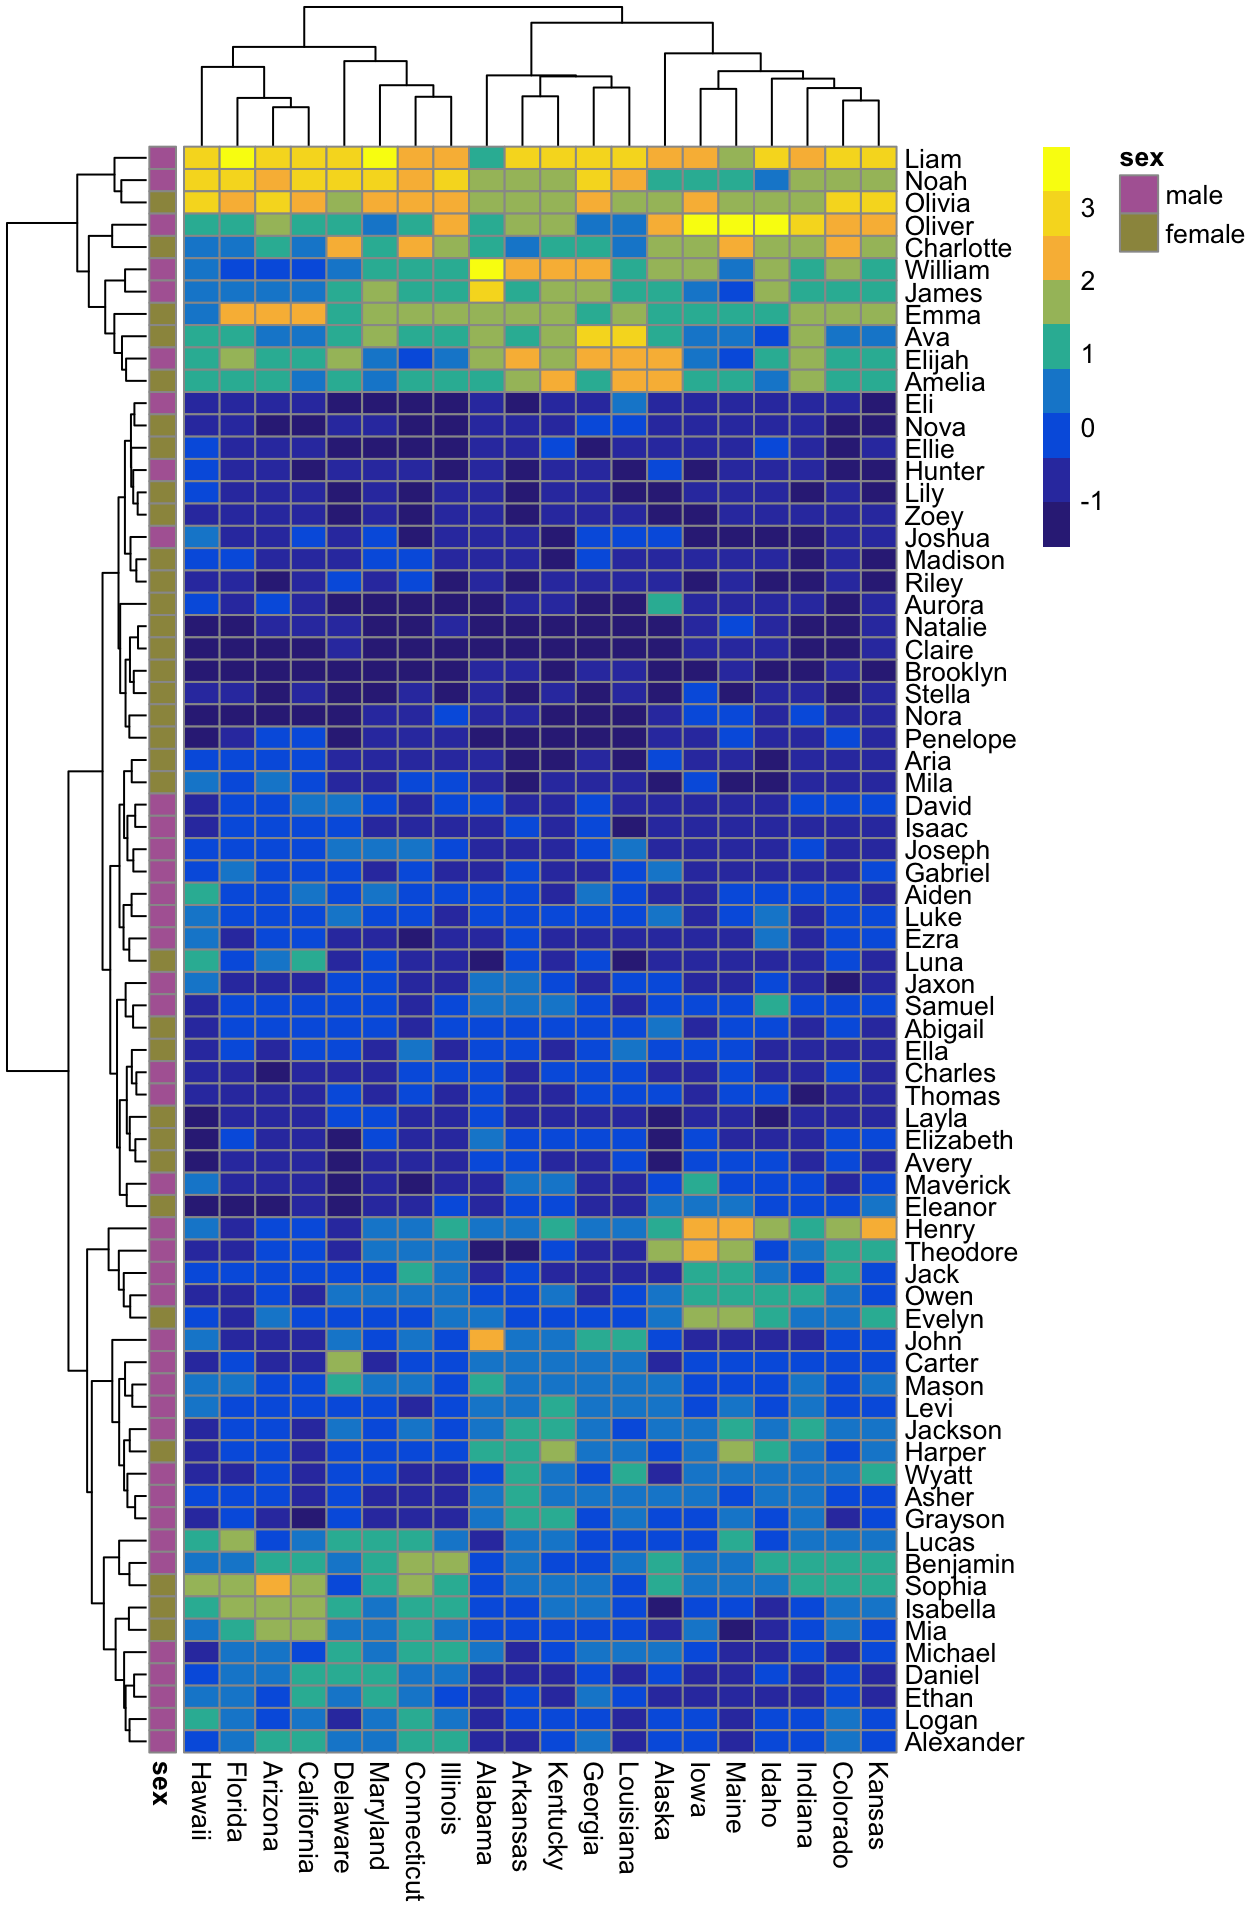 Liam
Noah
Olivia
Oliver
Charlotte
William
James
Emma
Ava
Elijah
Amelia
Eli
Nova
Ellie
Hunter
Lily
Zoey
Joshua
Madison
Riley
Aurora
Natalie
Claire
Brooklyn
Stella
Nora
Penelope
Aria
Mila
David
Isaac
Joseph
Gabriel
Aiden
Luke
Ezra
Luna
Jaxon
Samuel
Abigail
Ella
Charles
Thomas
Layla
Elizabeth
Avery
Maverick
Eleanor
Henry
Theodore
Jack
Owen
Evelyn
John
Carter
Mason
Levi
Jackson
Harper
Wyatt
Asher
Grayson
Lucas
Benjamin
Sophia
Isabella
Mia
Michael
Daniel
Ethan
Logan
Alexander
sex
Hawaii
Florida
Arizona
California
Delaware
Maryland
Connecticut
Illinois
Alabama
Arkansas
Kentucky
Georgia
Louisiana
Alaska
Iowa
Maine
Idaho
Indiana
Colorado
Kansas
3
2
1
0
-1
sex
male
female